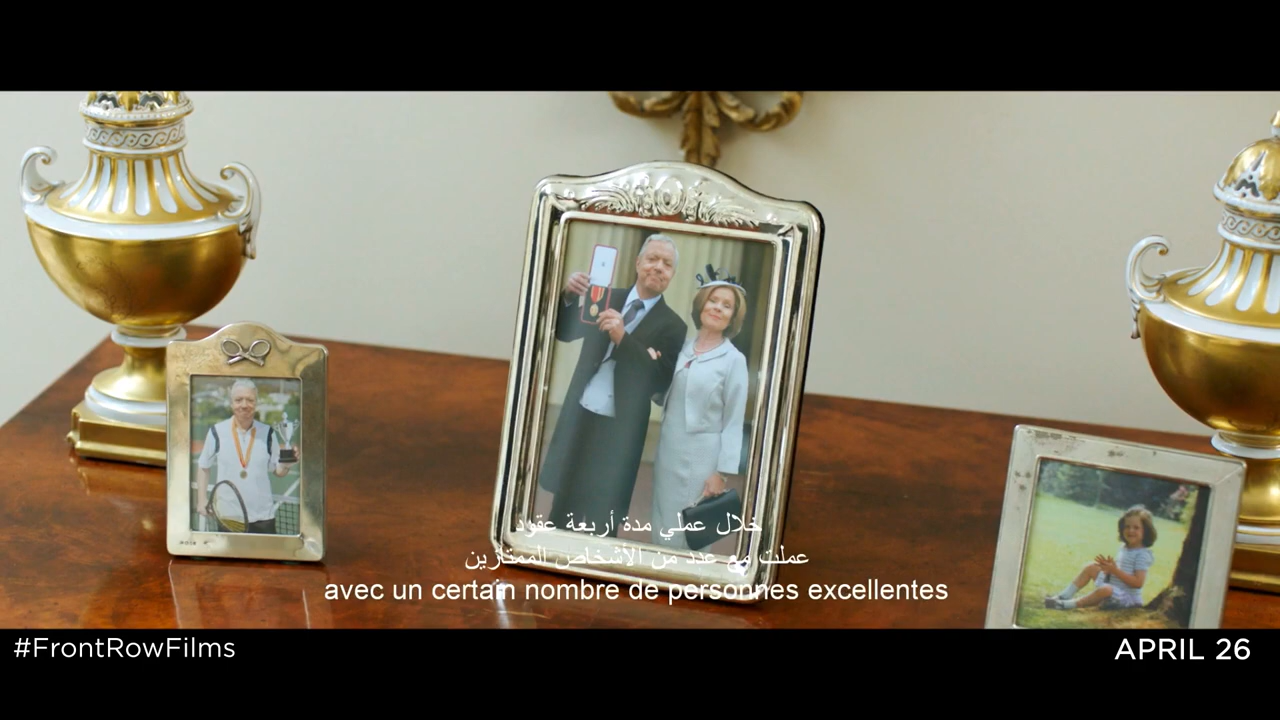 خلال عملي مدة أربعة عقود
عملت مع عدد من الأشخاص الممتازين
avec un certain nombre de personnes excellentes
#FrontRowFilms
APRIL 26